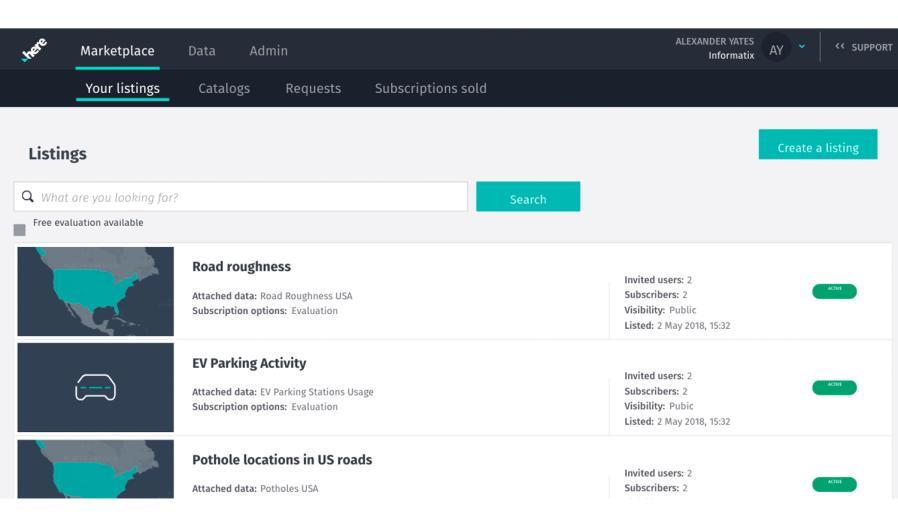 here
Marketplace
Data
Admin
ALEXANDER YATES
Informatix
AY
<< SUPPORT
Your listings
Catalogs
Requests
Subscriptions sold
Listings
Create a listing
What are you looking for?
Search
Free evaluation available
Road roughness
Attached data: Road Roughness USA
Subscription options: Evaluation
Invited users: 2
Subscribers: 2
Visibility: Public
Listed: 2 May 2018, 15:32
ACTIVE
EV Parking Activity
Attached data: EV Parking Stations Usage
Subscription options: Evaluation
Invited users: 2
Subscribers: 2
Visibility: Pubic
Listed: 2 May 2018, 15:32
ACTIVE
Pothole locations in US roads
Attached data: Potholes USA
Invited users: 2
Subscribers: 2
ACTIVE